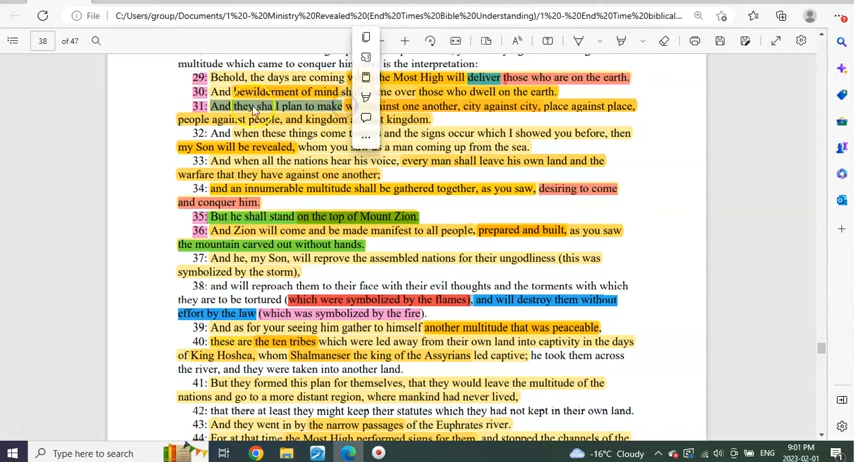 File
C:/Users/group/Documents/1%20-%20Ministry%20Revealed%20(End%20Times%20Bible%20Understanding)/1%20-%20End%20Time%20biblical...
38 of 47
multitude which came to conquer him is the interpretation:
29: Behold, the days are coming the Most High will deliver those who are on the earth.
30: And bewilderment of mind shall come over those who dwell on the earth.
31: And they shall plan to make against one another, city against city, place against place,
people against people, and kingdom against kingdom.
32: And when these things come and the signs occur which I showed you before, then
my Son will be revealed, whom you saw as a man coming up from the sea.
33: And when all the nations hear his voice, every man shall leave his own land and the
warfare that they have against one another;
34: and an innumerable multitude shall be gathered together, as you saw, desiring to come
and conquer him.
35: But he shall stand on the top of Mount Zion.
36: And Zion will come and be made manifest to all people, prepared and built, as you saw
the mountain carved out without hands.
37: And he, my Son, will reprove the assembled nations for their ungodliness (this was
symbolized by the storm),
38: and will reproach them to their face with their evil thoughts and the torments with which
they are to be tortured (which were symbolized by the flames), and will destroy them without
effort by the law (which was symbolized by the fire).
39: And as for your seeing him gather to himself another multitude that was peaceable,
40: these are the ten tribes which were led away from their own land into captivity in the days
of King Hoshea, whom Shalmaneser the king of the Assyrians led captive; he took them across
the river, and they were taken into another land.
41: But they formed this plan for themselves, that they would leave the multitude of the
nations and go to a more distant region, where mankind had never lived,
42: that there at least they might keep their statutes which they had not kept in their own land.
43: And they went in by the narrow passages of the Euphrates river.
44: For at that time the Most High performed signs for them, and stopped the channels of the
Type here to search
-16°C Cloudy
ENG
9:01 PM
2023-02-01